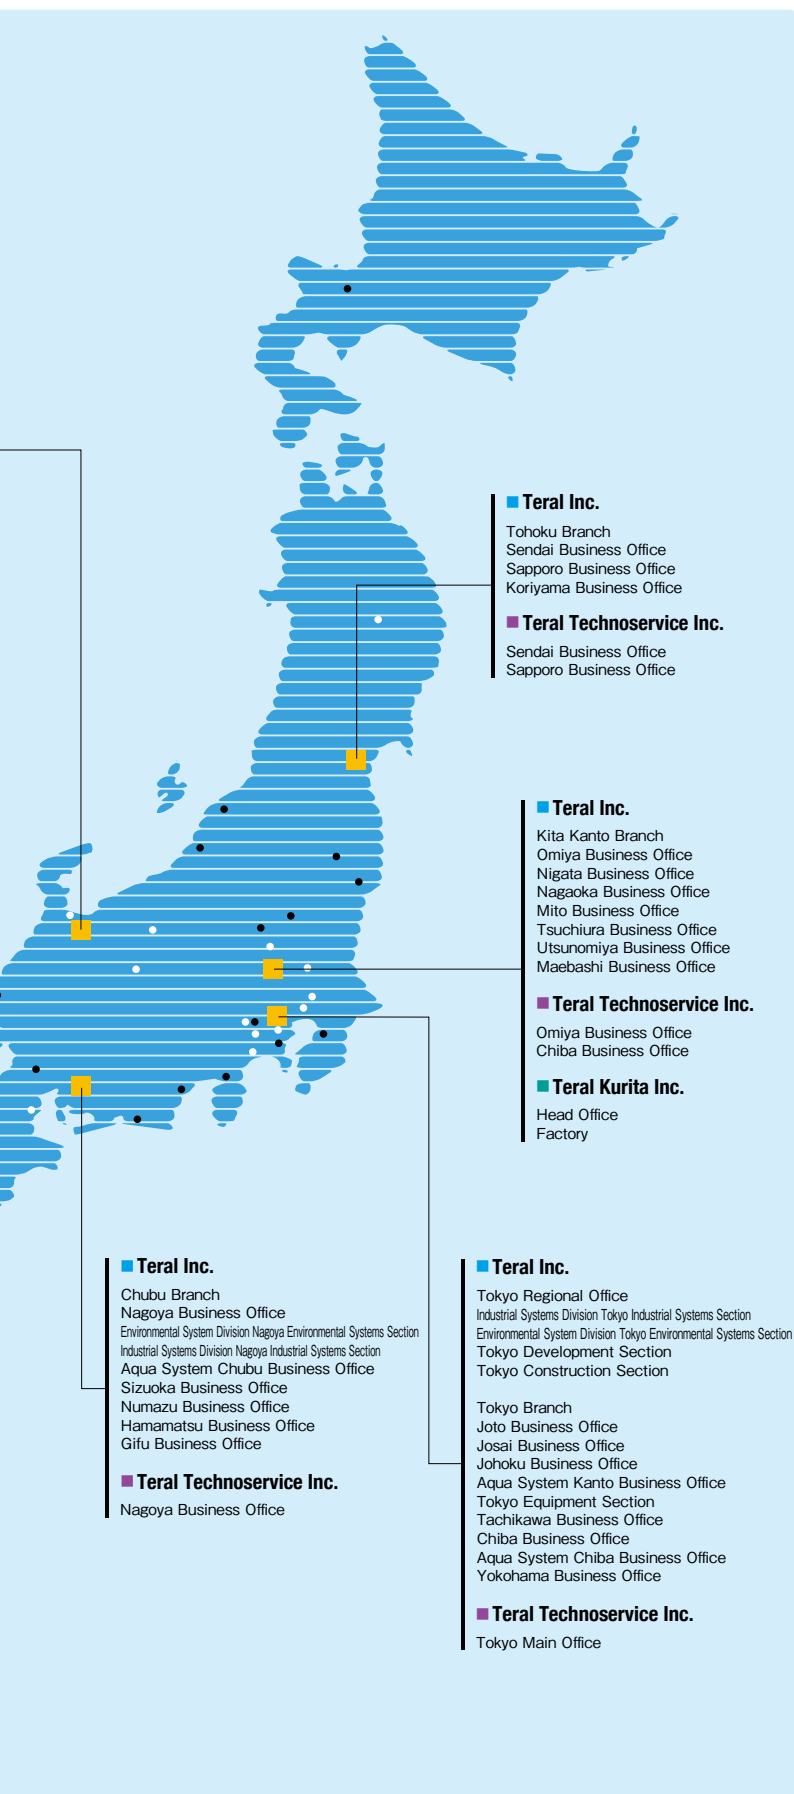 Teral Inc.
Tohoku Branch
Sendai Business Office
Sapporo Business Office
Koriyama Business Office
Teral Technoservice Inc.
Sendai Business Office
Sapporo Business Office
Teral Inc.
Kita Kanto Branch
Omiya Business Office
Nigata Business Office
Nagaoka Business Office
Mito Business Office
Tsuchiura Business Office
Utsunomiya Business Office
Maebashi Business Office
Teral Technoservice Inc.
Omiya Business Office
Chiba Business Office
Teral Kurita Inc.
Head Office
Factory
Teral Inc.
Chubu Branch
Nagoya Business Office
Environmental System Division Nagoya Environmental Systems Section
Industrial Systems Division Nagoya Industrial Systems Section
Aqua System Chubu Business Office
Sizuoka Business Office
Numazu Business Office
Hamamatsu Business Office
Gifu Business Office
Teral Technoservice Inc.
Nagoya Business Office
Teral Inc.
Tokyo Regional Office
Industrial Systems Division Tokyo Industrial Systems Section
Environmental System Division Tokyo Environmental Systems Section
Tokyo Development Section
Tokyo Construction Section
Tokyo Branch
Joto Business Office
Josai Business Office
Johoku Business Office
Aqua System Kanto Business Office
Tokyo Equipment Section
Tachikawa Business Office
Chiba Business Office
Aqua System Chiba Business Office
Yokohama Business Office
Teral Technoservice Inc.
Tokyo Main Office